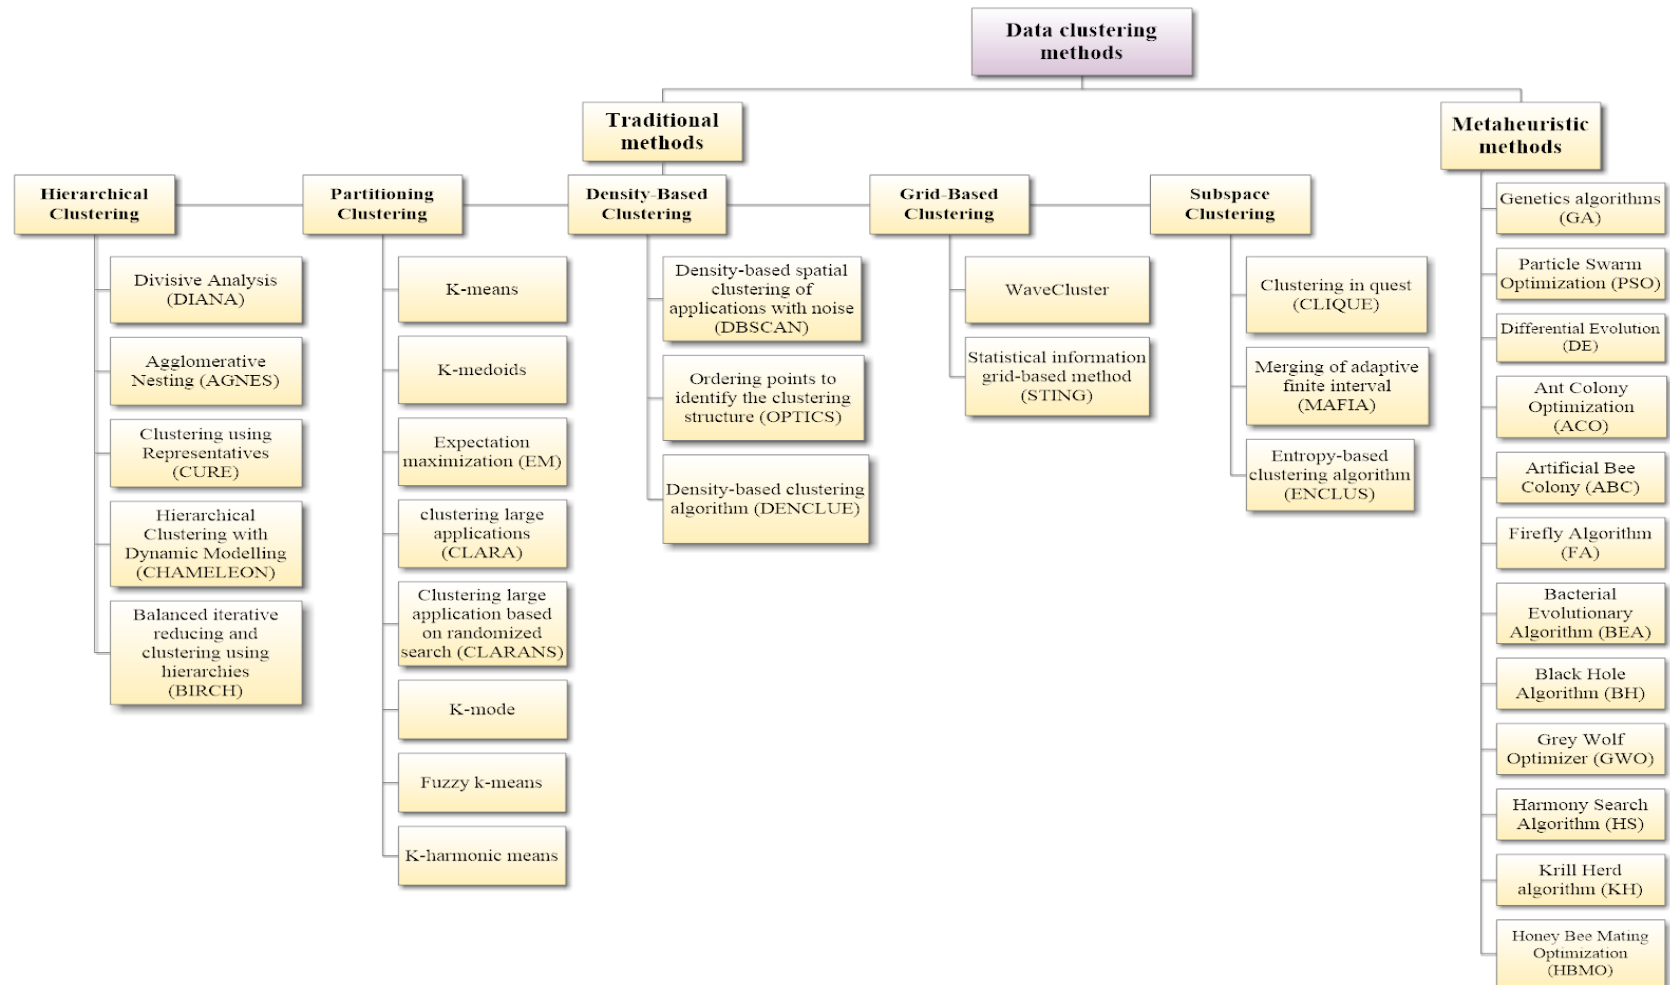 Data clustering
methods
Traditional
methods
Metaheuristic
methods
Hierarchical
Clustering
Partitioning
Clustering
Density-Based
Clustering
Grid-Based
Clustering
Subspace
Clustering
Divisive Analysis
(DIANA)
Agglomerative
Nesting (AGNES)
Clustering using
Representatives
(CURE)
Hierarchical
Clustering with
Dynamic Modelling
(CHAMELEON)
Balanced iterative
reducing and
clustering using
hierarchies
(BIRCH)
K-means
K-medoids
Expectation
maximization (EM)
clustering large
applications
(CLARA)
Clustering large
application based
on randomized
search (CLARANS)
K-mode
Fuzzy k-means
K-harmonic means
Density-based spatial
clustering of
applications with noise
(DBSCAN)
Ordering points to
identify the clustering
structure (OPTICS)
Density-based clustering
algorithm (DENCLUE)
WaveCluster
Statistical information
grid-based method
(STING)
Clustering in quest
(CLIQUE)
Merging of adaptive
finite interval
(MAFIA)
Entropy-based
clustering algorithm
(ENCLUS)
Genetics algorithms
(GA)
Particle Swarm
Optimization (PSO)
Differential Evolution
(DE)
Ant Colony
Optimization
(ACO)
Artificial Bee
Colony (ABC)
Firefly Algorithm
(FA)
Bacterial
Evolutionary
Algorithm (BEA)
Black Hole
Algorithm (BH)
Grey Wolf
Optimizer (GWO)
Harmony Search
Algorithm (HS)
Krill Herd
algorithm (KH)
Honey Bee Mating
Optimization
(HBMO)